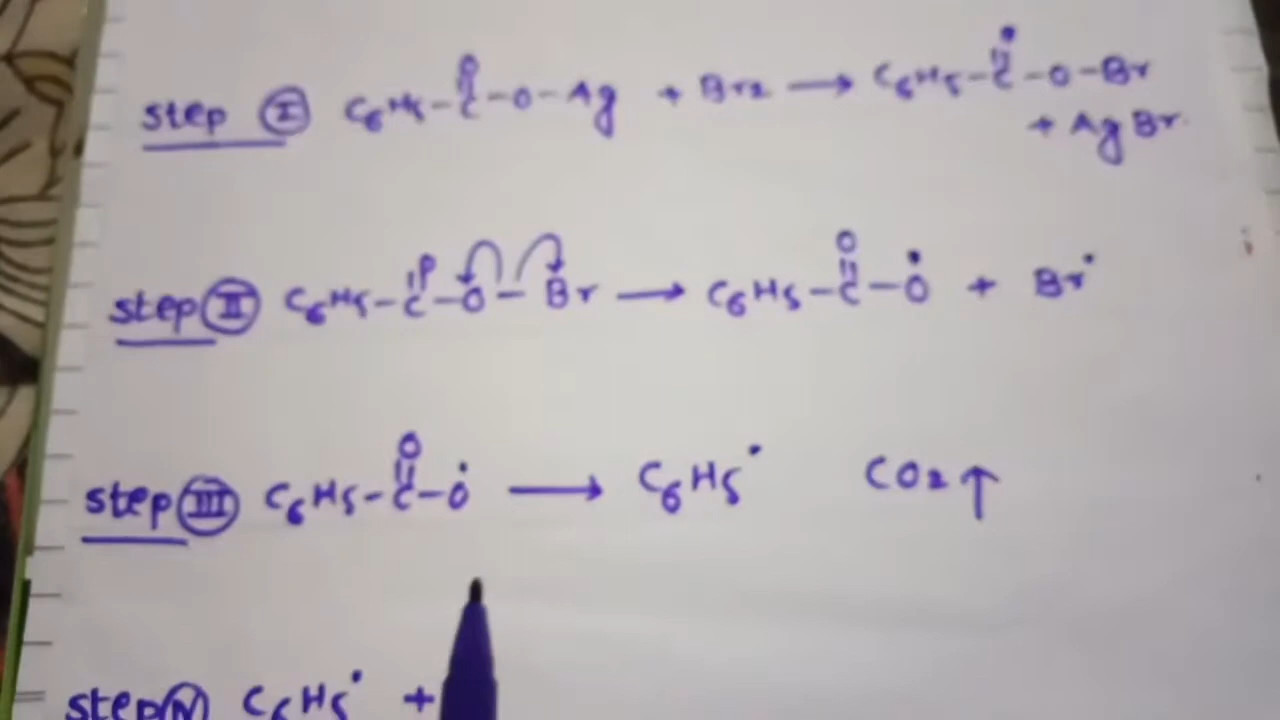 O O
step I C6H5-C-O-Ag + Br2 → C6H5-C-O-Br
+ AgBr
O O
step II C6H5-C-O-Br → C6H5-C-O• + Br•
O
step III C6H5-C-O• → C6H5• CO2↑
step IV C6H5• +